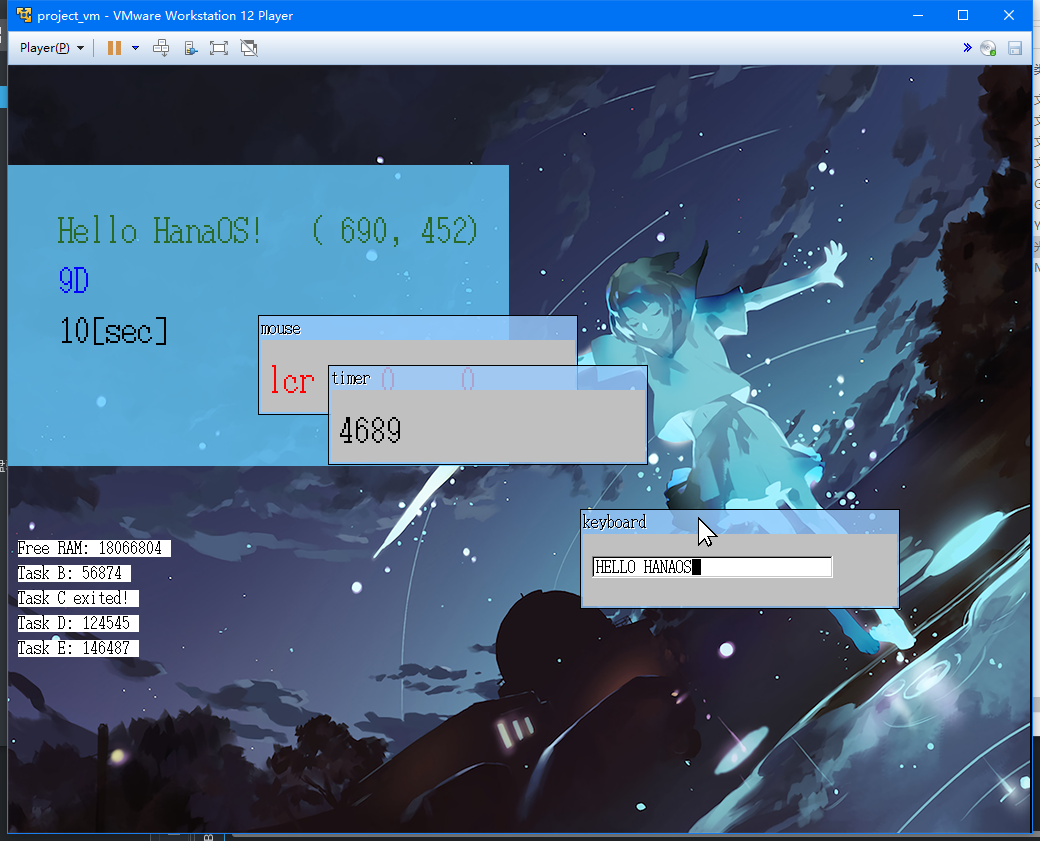 project_vm - VMware Workstation 12 Player
Player(P)
Hello HanaOS! ( 690, 452)
9D
10[sec]
mouse
lcr 0 0
timer
4689
keyboard
HELLO HANAOS
Free RAM: 18066804
Task B: 56874
Task C exited!
Task D: 124545
Task E: 146487